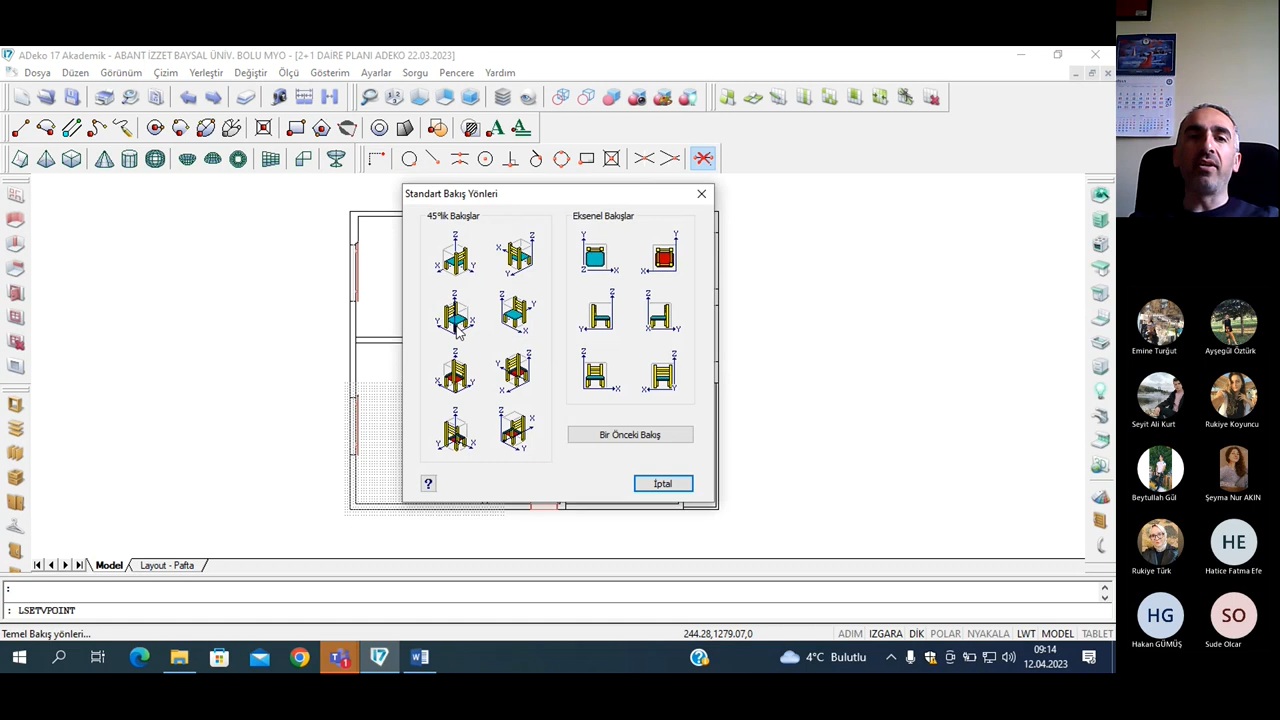 ADeko 17 Akademik - ABANT İZZET BAYSAL ÜNİV. BOLU MYO - [2+1 DAİRE PLANI ADEKO 22.03.2023]
Dosya Düzen Görünüm Çizim Yerleştir Değiştir Ölçü Gösterim Ayarlar Sorgu Pencere Yardım
Standart Bakış Yönleri
45°lik Bakışlar
Eksenel Bakışlar
Bir Önceki Bakış
?
İptal
Model
Layout - Pafta
:
: LSETVPOINT
Temel Bakış yönleri...
244.28,1279.07,0
ADIM IZGARA DİK POLAR NYAKALA LWT MODEL TABLET
4°C Bulutlu
09:14
12.04.2023
Emine Turğut
Ayşegül Öztürk
Seyit Ali Kurt
Rukiye Koyuncu
Beytullah Gül
Şeyma Nur AKIN
Rukiye Türk
HE
Hatice Fatma Efe
HG
Hakan GÜMÜŞ
SO
Sude Olcar